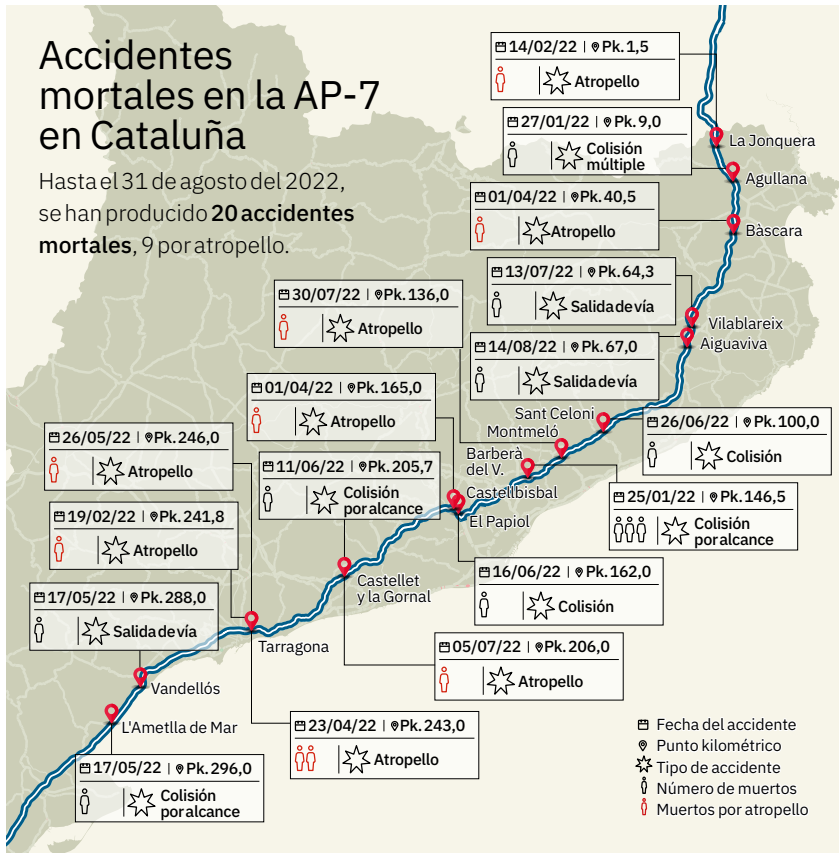 Accidentes
mortales en la AP-7
en Cataluña
Hasta el 31 de agosto del 2022,
se han producido 20 accidentes
mortales, 9 por atropello.
14/02/22 | Pk. 1,5
Atropello
27/01/22 | Pk. 9,0
Colisión
múltiple
01/04/22 | Pk. 40,5
Atropello
13/07/22 | Pk. 64,3
Salida de vía
14/08/22 | Pk. 67,0
Salida de vía
30/07/22 | Pk. 136,0
Atropello
01/04/22 | Pk. 165,0
Atropello
26/05/22 | Pk. 246,0
Atropello
11/06/22 | Pk. 205,7
Colisión
por alcance
19/02/22 | Pk. 241,8
Atropello
17/05/22 | Pk. 288,0
Salida de vía
26/06/22 | Pk. 100,0
Colisión
25/01/22 | Pk. 146,5
Colisión
por alcance
16/06/22 | Pk. 162,0
Colisión
05/07/22 | Pk. 206,0
Atropello
23/04/22 | Pk. 243,0
Atropello
17/05/22 | Pk. 296,0
Colisión
por alcance
La Jonquera
Agullana
Bàscara
Vilablareix
Aiguaviva
Sant Celoni
Montmeló
Barberà
del V.
Castellbisbal
El Papiol
Castellet
y la Gornal
Tarragona
Vandellós
L'Ametlla de Mar
Fecha del accidente
Punto kilométrico
Tipo de accidente
Número de muertos
Muertos por atropello